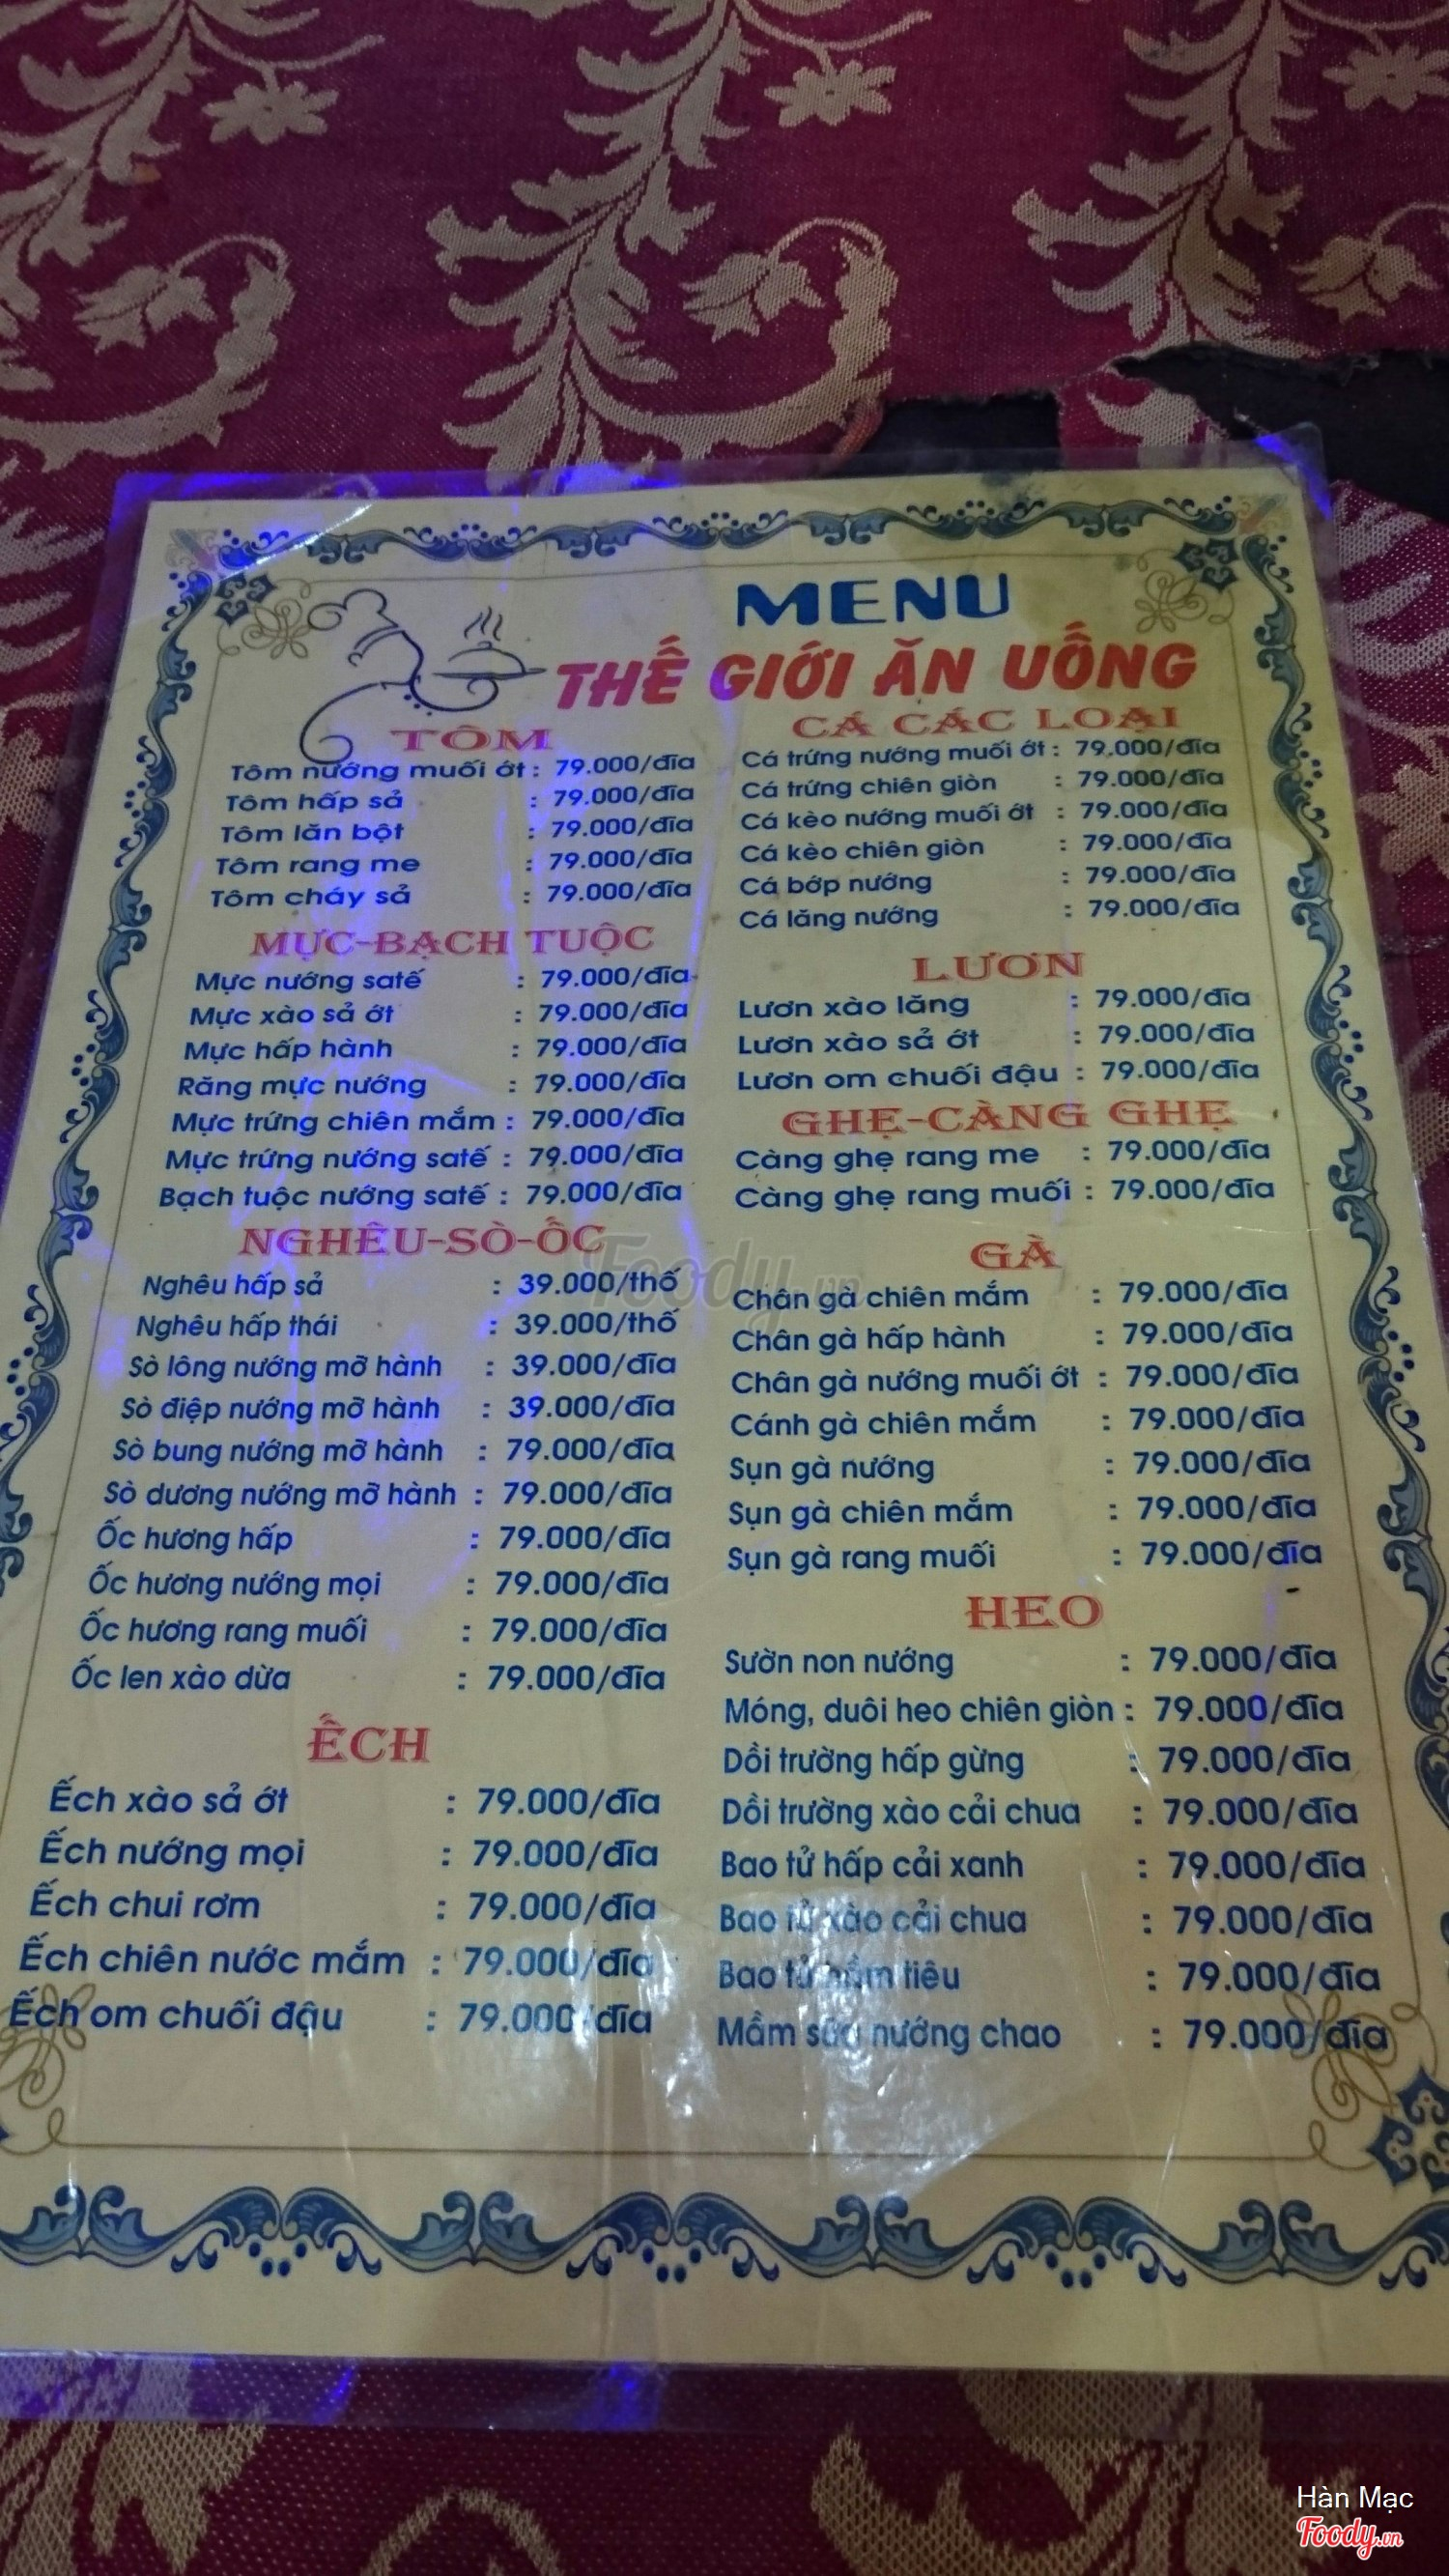 MENU
THẾ GIỚI ĂN UỐNG
TÔM
Tôm nướng muối ớt : 79.000/đĩa
Tôm hấp sả : 79.000/đĩa
Tôm lăn bột : 79.000/đĩa
Tôm rang me : 79.000/đĩa
Tôm cháy sả : 79.000/đĩa
MỰC-BẠCH TUỘC
Mực nướng satế : 79.000/đĩa
Mực xào sả ớt : 79.000/đĩa
Mực hấp hành : 79.000/đĩa
Răng mực nướng : 79.000/đĩa
Mực trứng chiên mắm : 79.000/đĩa
Mực trứng nướng satế : 79.000/đĩa
Bạch tuộc nướng satế : 79.000/đĩa
NGHÊU-SÒ-ỐC
Nghêu hấp sả : 39.000/thố
Nghêu hấp thái : 39.000/thố
Sò lông nướng mỡ hành : 39.000/đĩa
Sò điệp nướng mỡ hành : 39.000/đĩa
Sò bung nướng mỡ hành : 79.000/đĩa
Sò dương nướng mỡ hành : 79.000/đĩa
Ốc hương hấp : 79.000/đĩa
Ốc hương nướng mọi : 79.000/đĩa
Ốc hương rang muối : 79.000/đĩa
Ốc len xào dừa : 79.000/đĩa
ẾCH
Ếch xào sả ớt : 79.000/đĩa
Ếch nướng mọi : 79.000/đĩa
Ếch chui rơm : 79.000/đĩa
Ếch chiên nước mắm : 79.000/đĩa
Ếch om chuối đậu : 79.000/đĩa
CÁ CÁC LOẠI
Cá trứng nướng muối ớt : 79.000/đĩa
Cá trứng chiên giòn : 79.000/đĩa
Cá kèo nướng muối ớt : 79.000/đĩa
Cá kèo chiên giòn : 79.000/đĩa
Cá bớp nướng : 79.000/đĩa
Cá lăng nướng : 79.000/đĩa
LƯƠN
Lươn xào lăng : 79.000/đĩa
Lươn xào sả ớt : 79.000/đĩa
Lươn om chuối đậu : 79.000/đĩa
GHẸ-CÀNG GHẸ
Càng ghẹ rang me : 79.000/đĩa
Càng ghẹ rang muối : 79.000/đĩa
GÀ
Chân gà chiên mắm : 79.000/đĩa
Chân gà hấp hành : 79.000/đĩa
Chân gà nướng muối ớt : 79.000/đĩa
Cánh gà chiên mắm : 79.000/đĩa
Sụn gà nướng : 79.000/đĩa
Sụn gà chiên mắm : 79.000/đĩa
Sụn gà rang muối : 79.000/đĩa
HEO
Sườn non nướng : 79.000/đĩa
Móng, duôi heo chiên giòn : 79.000/đĩa
Dồi trường hấp gừng : 79.000/đĩa
Dồi trường xào cải chua : 79.000/đĩa
Bao tử hấp cải xanh : 79.000/đĩa
Bao tử xào cải chua : 79.000/đĩa
Bao tử hầm tiêu : 79.000/đĩa
Mầm sữa nướng chao : 79.000/đĩa
Foody.vn
Hàn Mạc
Foody.vn